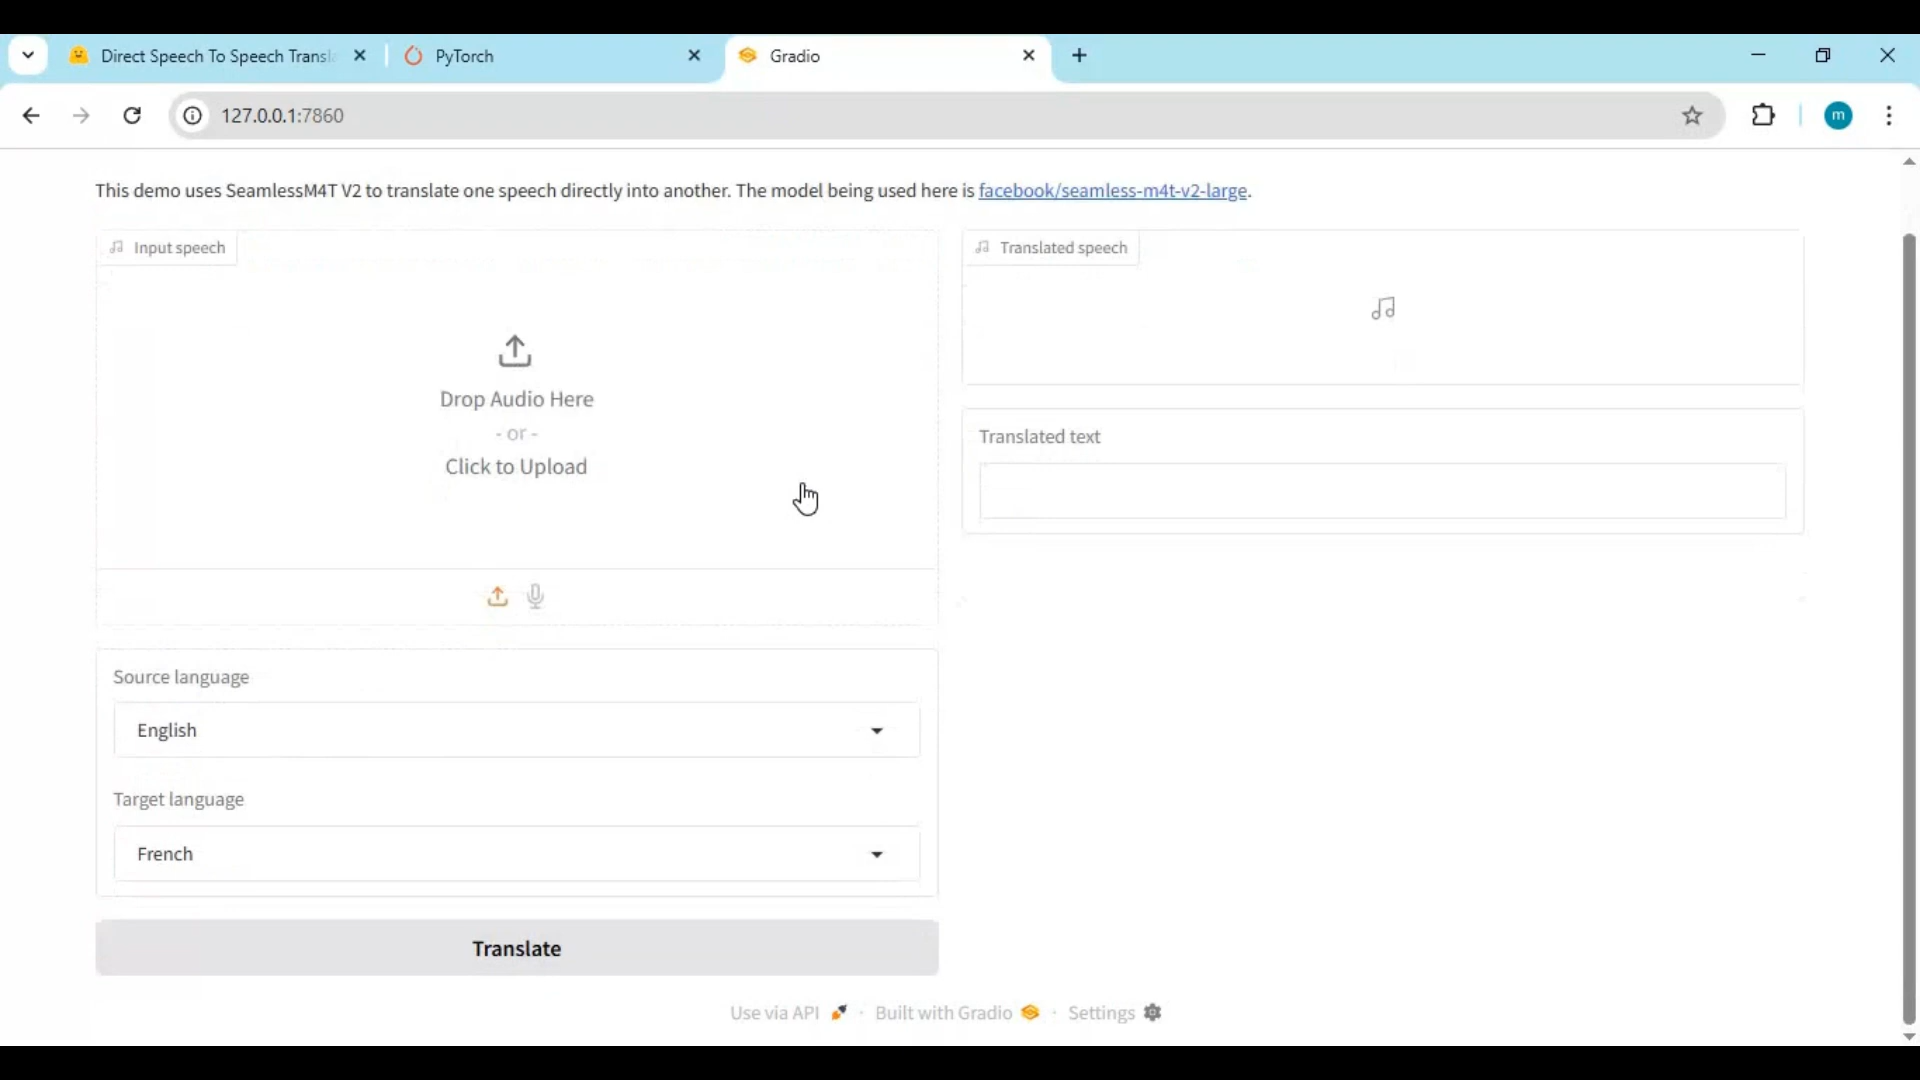 Direct Speech To Speech Transla
PyTorch
Gradio
127.0.0.1:7860
m
This demo uses SeamlessM4T V2 to translate one speech directly into another. The model being used here is facebook/seamless-m4t-v2-large.
Input speech
Drop Audio Here
- or -
Click to Upload
Source language
English
Target language
French
Translate
Translated speech
Translated text
Use via API · Built with Gradio · Settings